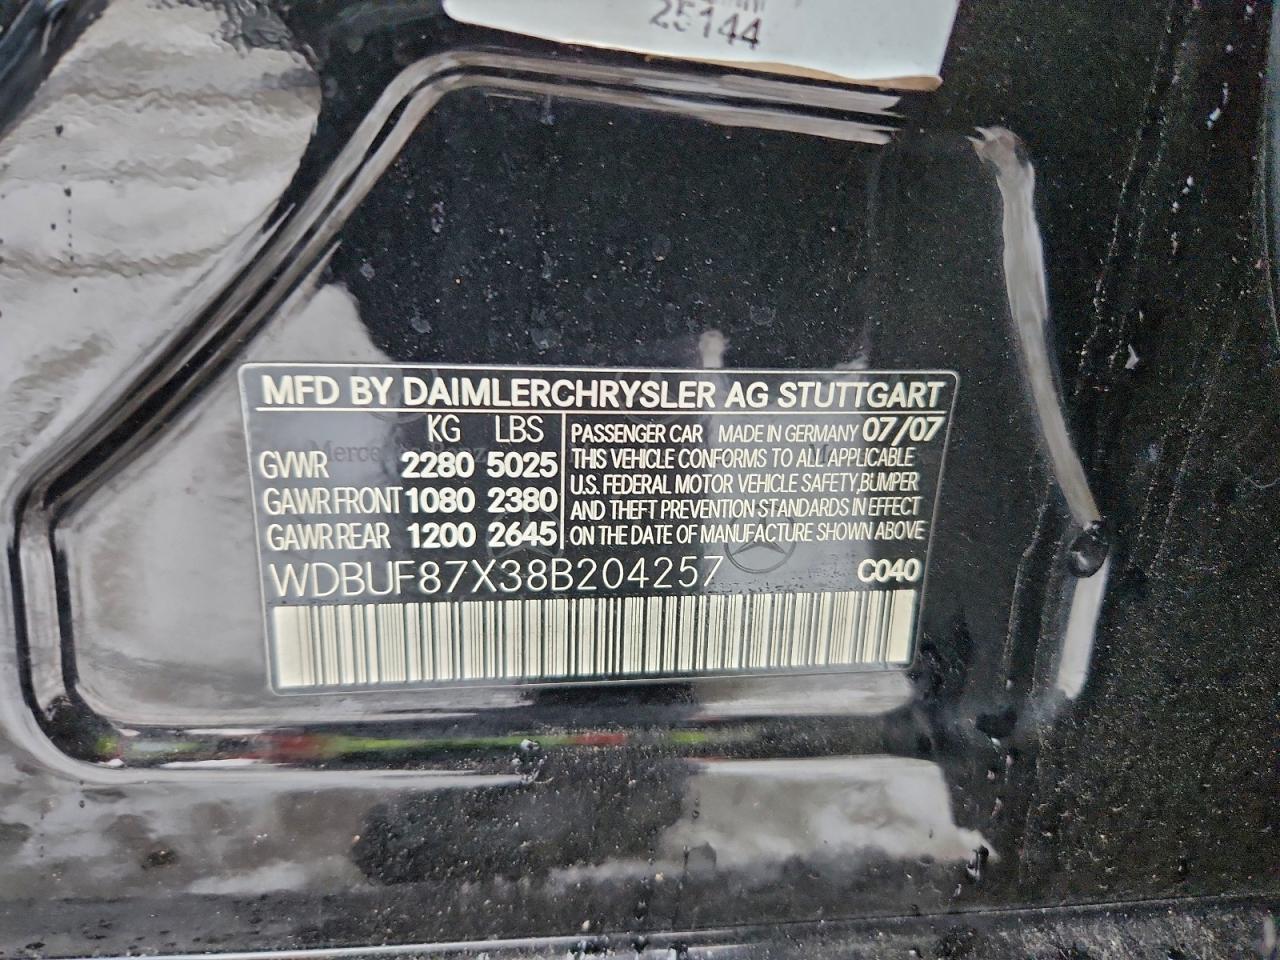 25144
MFD BY DAIMLERCHRYSLER AG STUTTGART
KG LBS
GVWR 2280 5025
GAWR FRONT 1080 2380
GAWR REAR 1200 2645
PASSENGER CAR MADE IN GERMANY 07/07
THIS VEHICLE CONFORMS TO ALL APPLICABLE
U.S. FEDERAL MOTOR VEHICLE SAFETY,BUMPER
AND THEFT PREVENTION STANDARDS IN EFFECT
ON THE DATE OF MANUFACTURE SHOWN ABOVE
WDBUF87X38B204257 C040